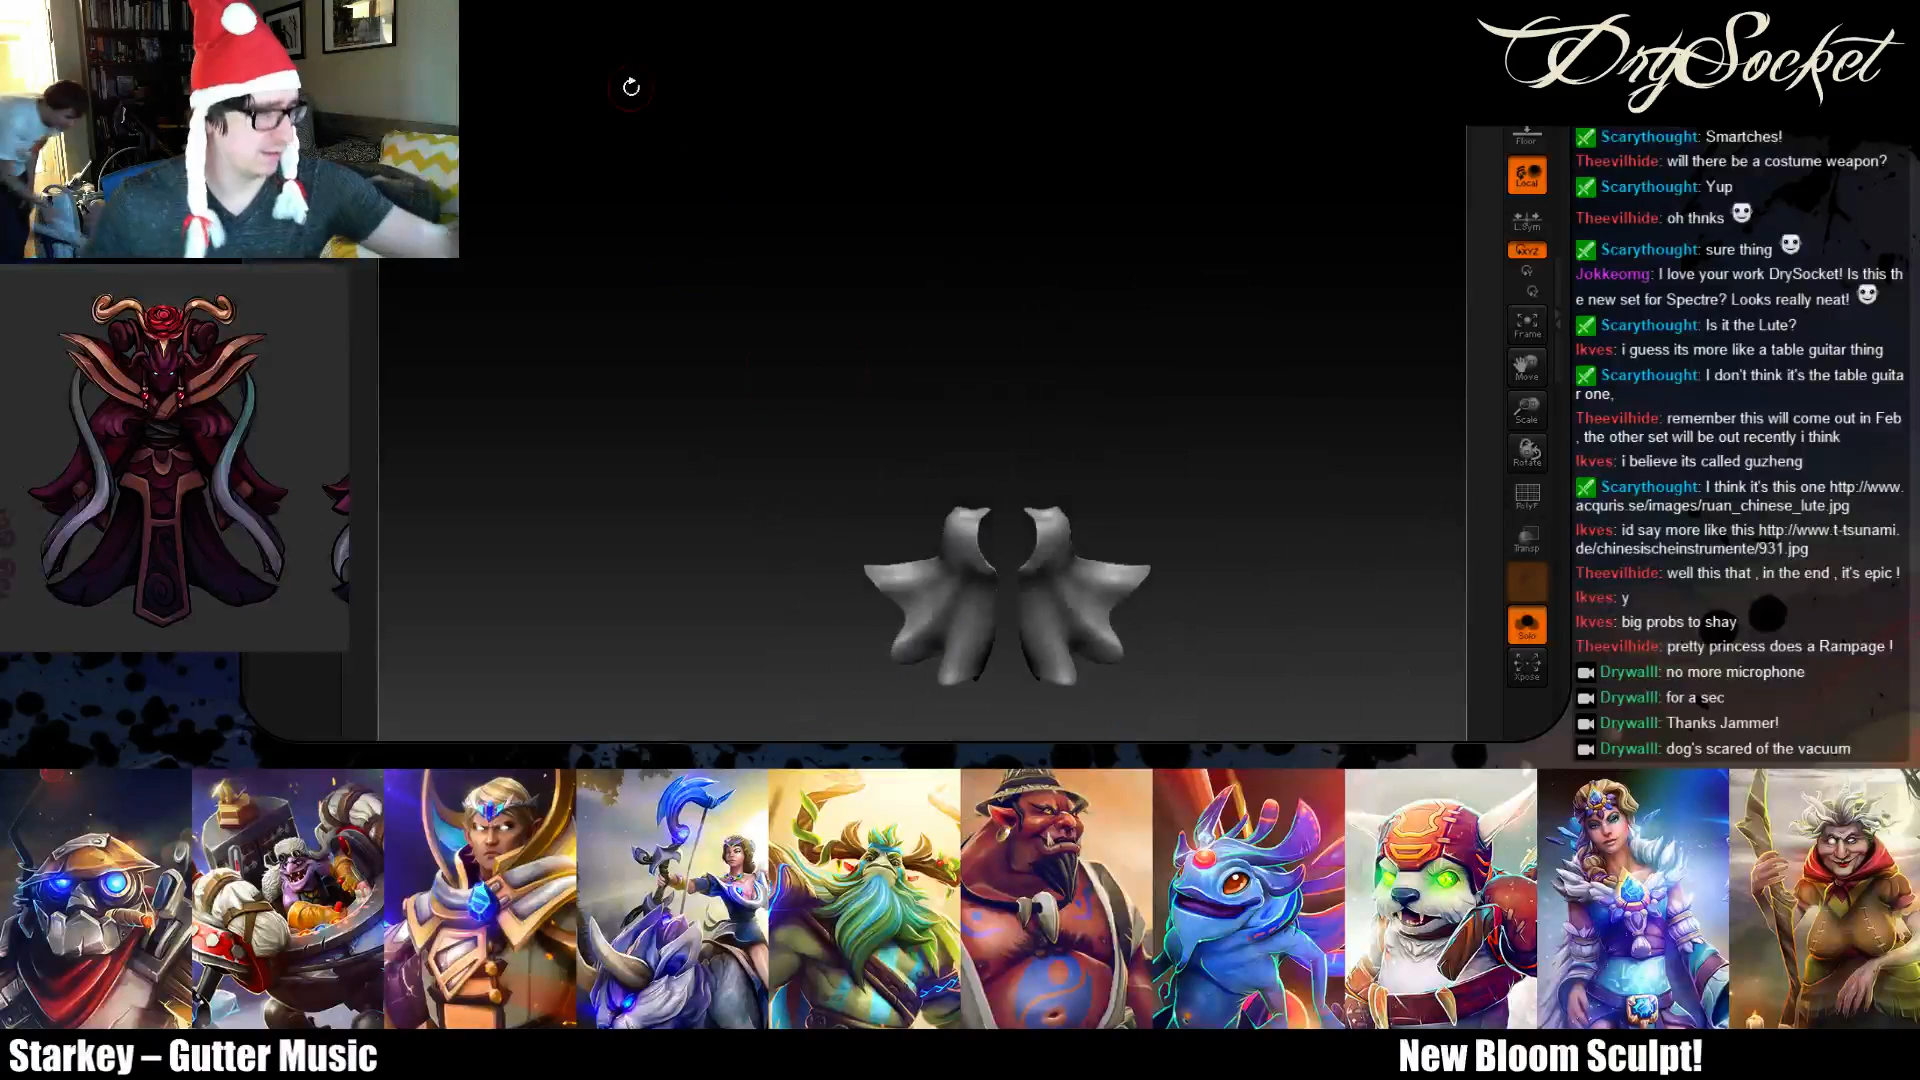 DrySocket
Floor
Local
L.Sym
XYZ
Frame
Move
Scale
Rotate
PolyF
Transp
Solo
Xpose
Scarythought: Smartches!
Theevilhide: will there be a costume weapon?
Scarythought: Yup
Theevilhide: oh thnks
Scarythought: sure thing
Jokkeomg: I love your work DrySocket! Is this th
e new set for Spectre? Looks really neat!
Scarythought: Is it the Lute?
Ikves: i guess its more like a table guitar thing
Scarythought: I don't think it's the table guita
r one,
Theevilhide: remember this will come out in Feb
, the other set will be out recently i think
Ikves: i believe its called guzheng
Scarythought: I think it's this one http://www.
acquris.se/images/ruan_chinese_lute.jpg
Ikves: id say more like this http://www.t-tsunami.
de/chinesischeinstrumente/931.jpg
Theevilhide: well this that , in the end , it's epic !
Ikves: y
Ikves: big probs to shay
Theevilhide: pretty princess does a Rampage !
Drywalll: no more microphone
Drywalll: for a sec
Drywalll: Thanks Jammer!
Drywalll: dog's scared of the vacuum
Starkey – Gutter Music
New Bloom Sculpt!